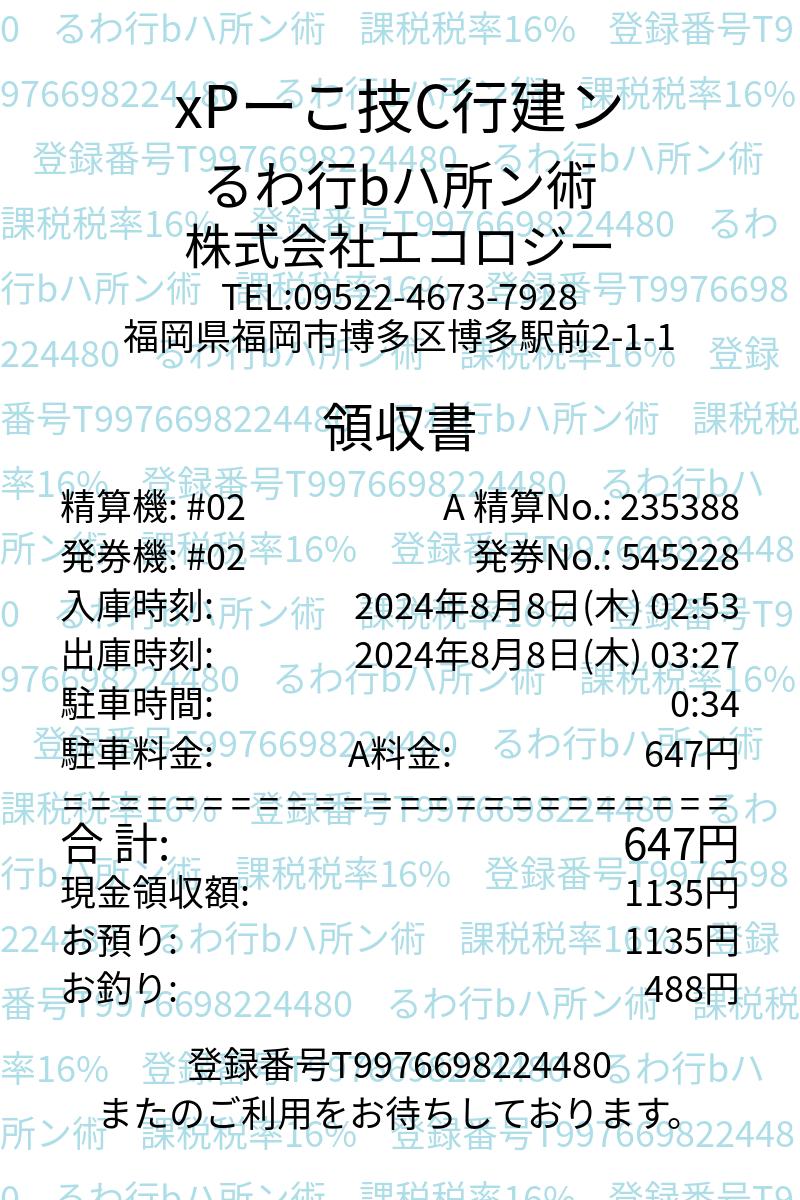 xPーこ技C行建ン
るわ行bハ所ン術
株式会社エコロジー
TEL:09522-4673-7928
福岡県福岡市博多区博多駅前2-1-1
領収書
精算機: #02 A 精算No.: 235388
発券機: #02 発券No.: 545228
入庫時刻: 2024年8月8日(木) 02:53
出庫時刻: 2024年8月8日(木) 03:27
駐車時間: 0:34
駐車料金: A料金: 647円
========================
合 計: 647円
現金領収額: 1135円
お預り: 1135円
お釣り: 488円
登録番号T9976698224480
またのご利用をお待ちしております。
0 るわ行bハ所ン術 課税税率16% 登録番号T9
976698224480 るわ行bハ所ン術 課税税率16%
登録番号T9976698224480 るわ行bハ所ン術
課税税率16% 登録番号T9976698224480 るわ
行bハ所ン術 課税税率16% 登録番号T9976698
224480 るわ行bハ所ン術 課税税率16% 登録
番号T9976698224480 るわ行bハ所ン術 課税税
率16% 登録番号T9976698224480 るわ行bハ
所ン術 課税税率16% 登録番号T997669822448
0 るわ行bハ所ン術 課税税率16% 登録番号T9
976698224480 るわ行bハ所ン術 課税税率16%
登録番号T9976698224480 るわ行bハ所ン術
課税税率16% 登録番号T9976698224480 るわ
行bハ所ン術 課税税率16% 登録番号T9976698
224480 るわ行bハ所ン術 課税税率16% 登録
番号T9976698224480 るわ行bハ所ン術 課税税
率16% 登録番号T9976698224480 るわ行bハ
所ン術 課税税率16% 登録番号T997669822448
0 るわ行bハ所ン術 課税税率16% 登録番号T9